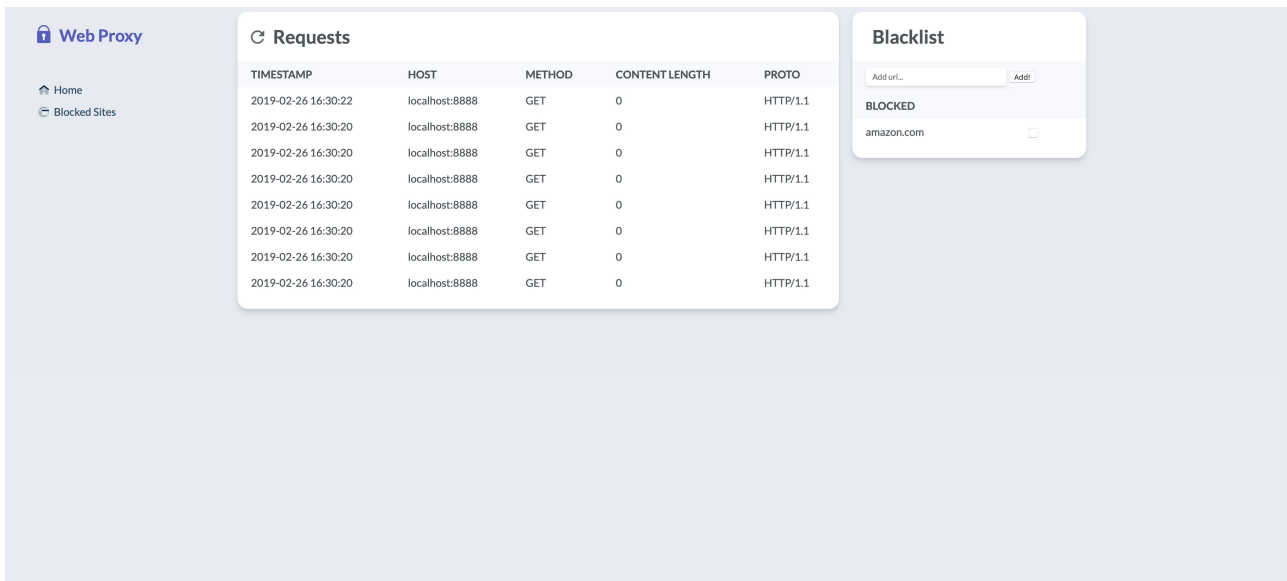 Web Proxy
Home
Blocked Sites
Requests
TIMESTAMP HOST METHOD CONTENT LENGTH PROTO
2019-02-26 16:30:22 localhost:8888 GET 0 HTTP/1.1
2019-02-26 16:30:20 localhost:8888 GET 0 HTTP/1.1
2019-02-26 16:30:20 localhost:8888 GET 0 HTTP/1.1
2019-02-26 16:30:20 localhost:8888 GET 0 HTTP/1.1
2019-02-26 16:30:20 localhost:8888 GET 0 HTTP/1.1
2019-02-26 16:30:20 localhost:8888 GET 0 HTTP/1.1
2019-02-26 16:30:20 localhost:8888 GET 0 HTTP/1.1
2019-02-26 16:30:20 localhost:8888 GET 0 HTTP/1.1
Blacklist
Add url... Add!
BLOCKED
amazon.com